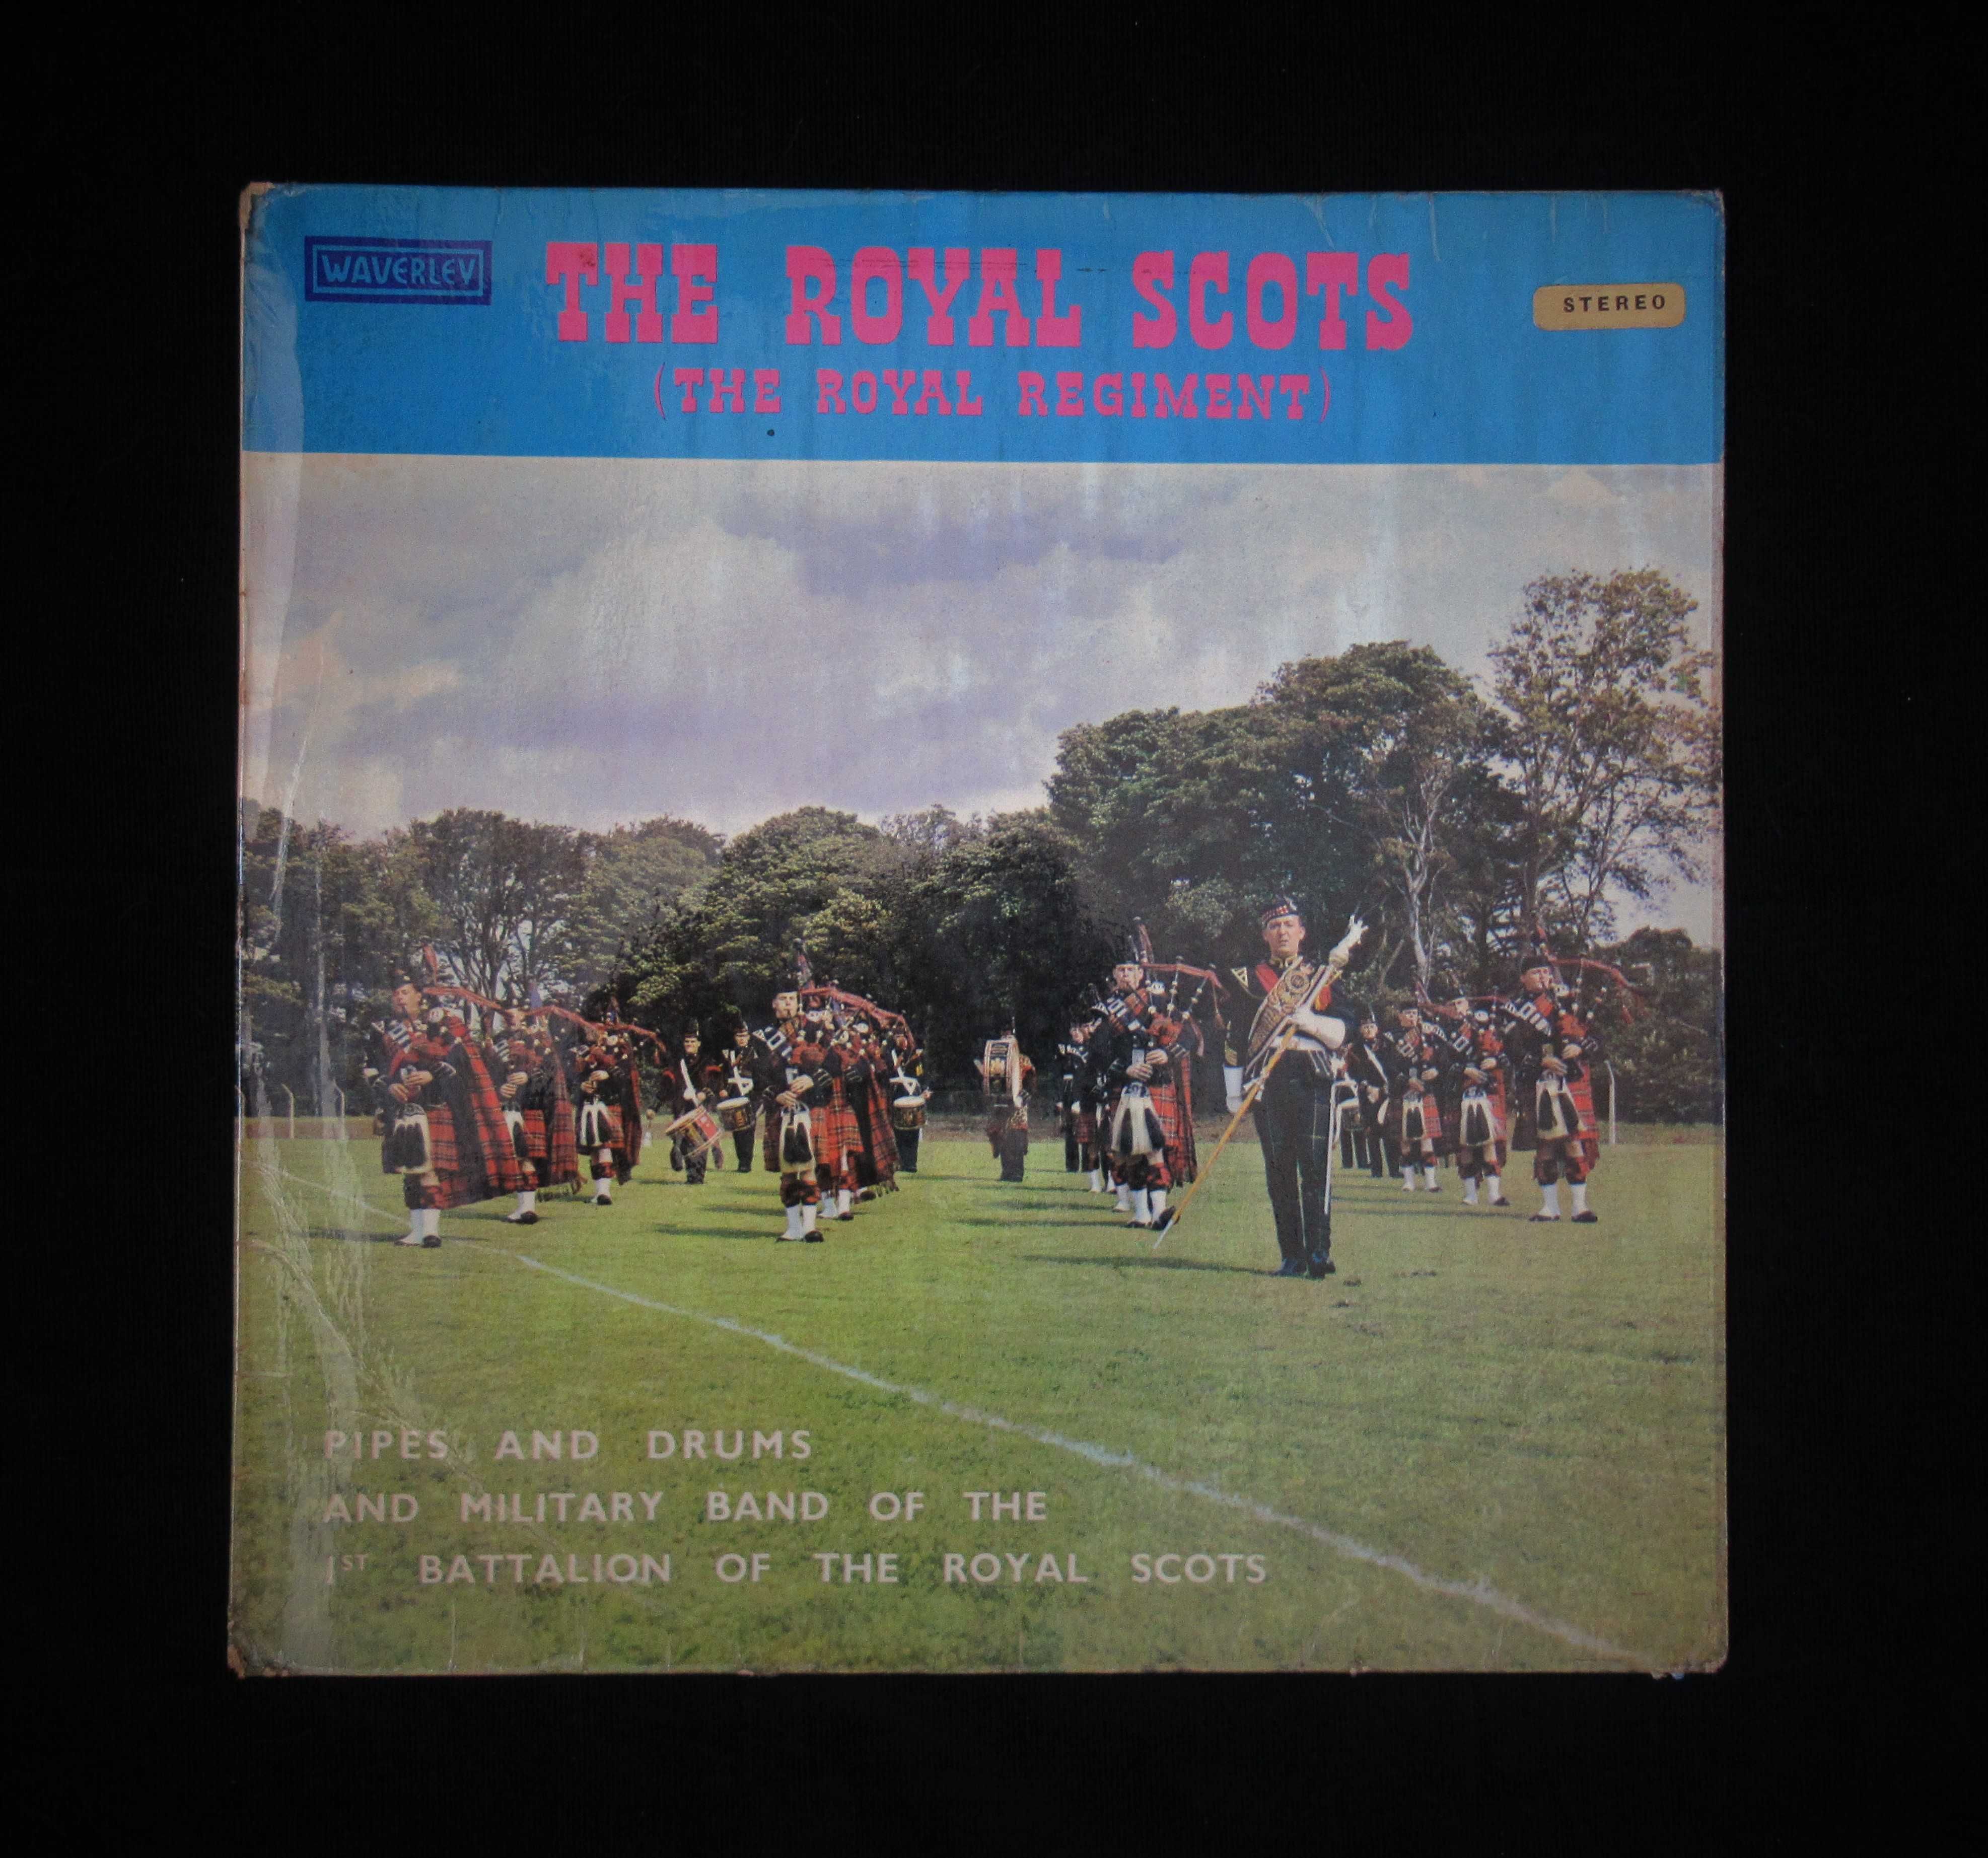 WAVERLEY
THE ROYAL SCOTS
STEREO
(THE ROYAL REGIMENT)
PIPES AND DRUMS
AND MILITARY BAND OF THE
1ST BATTALION OF THE ROYAL SCOTS